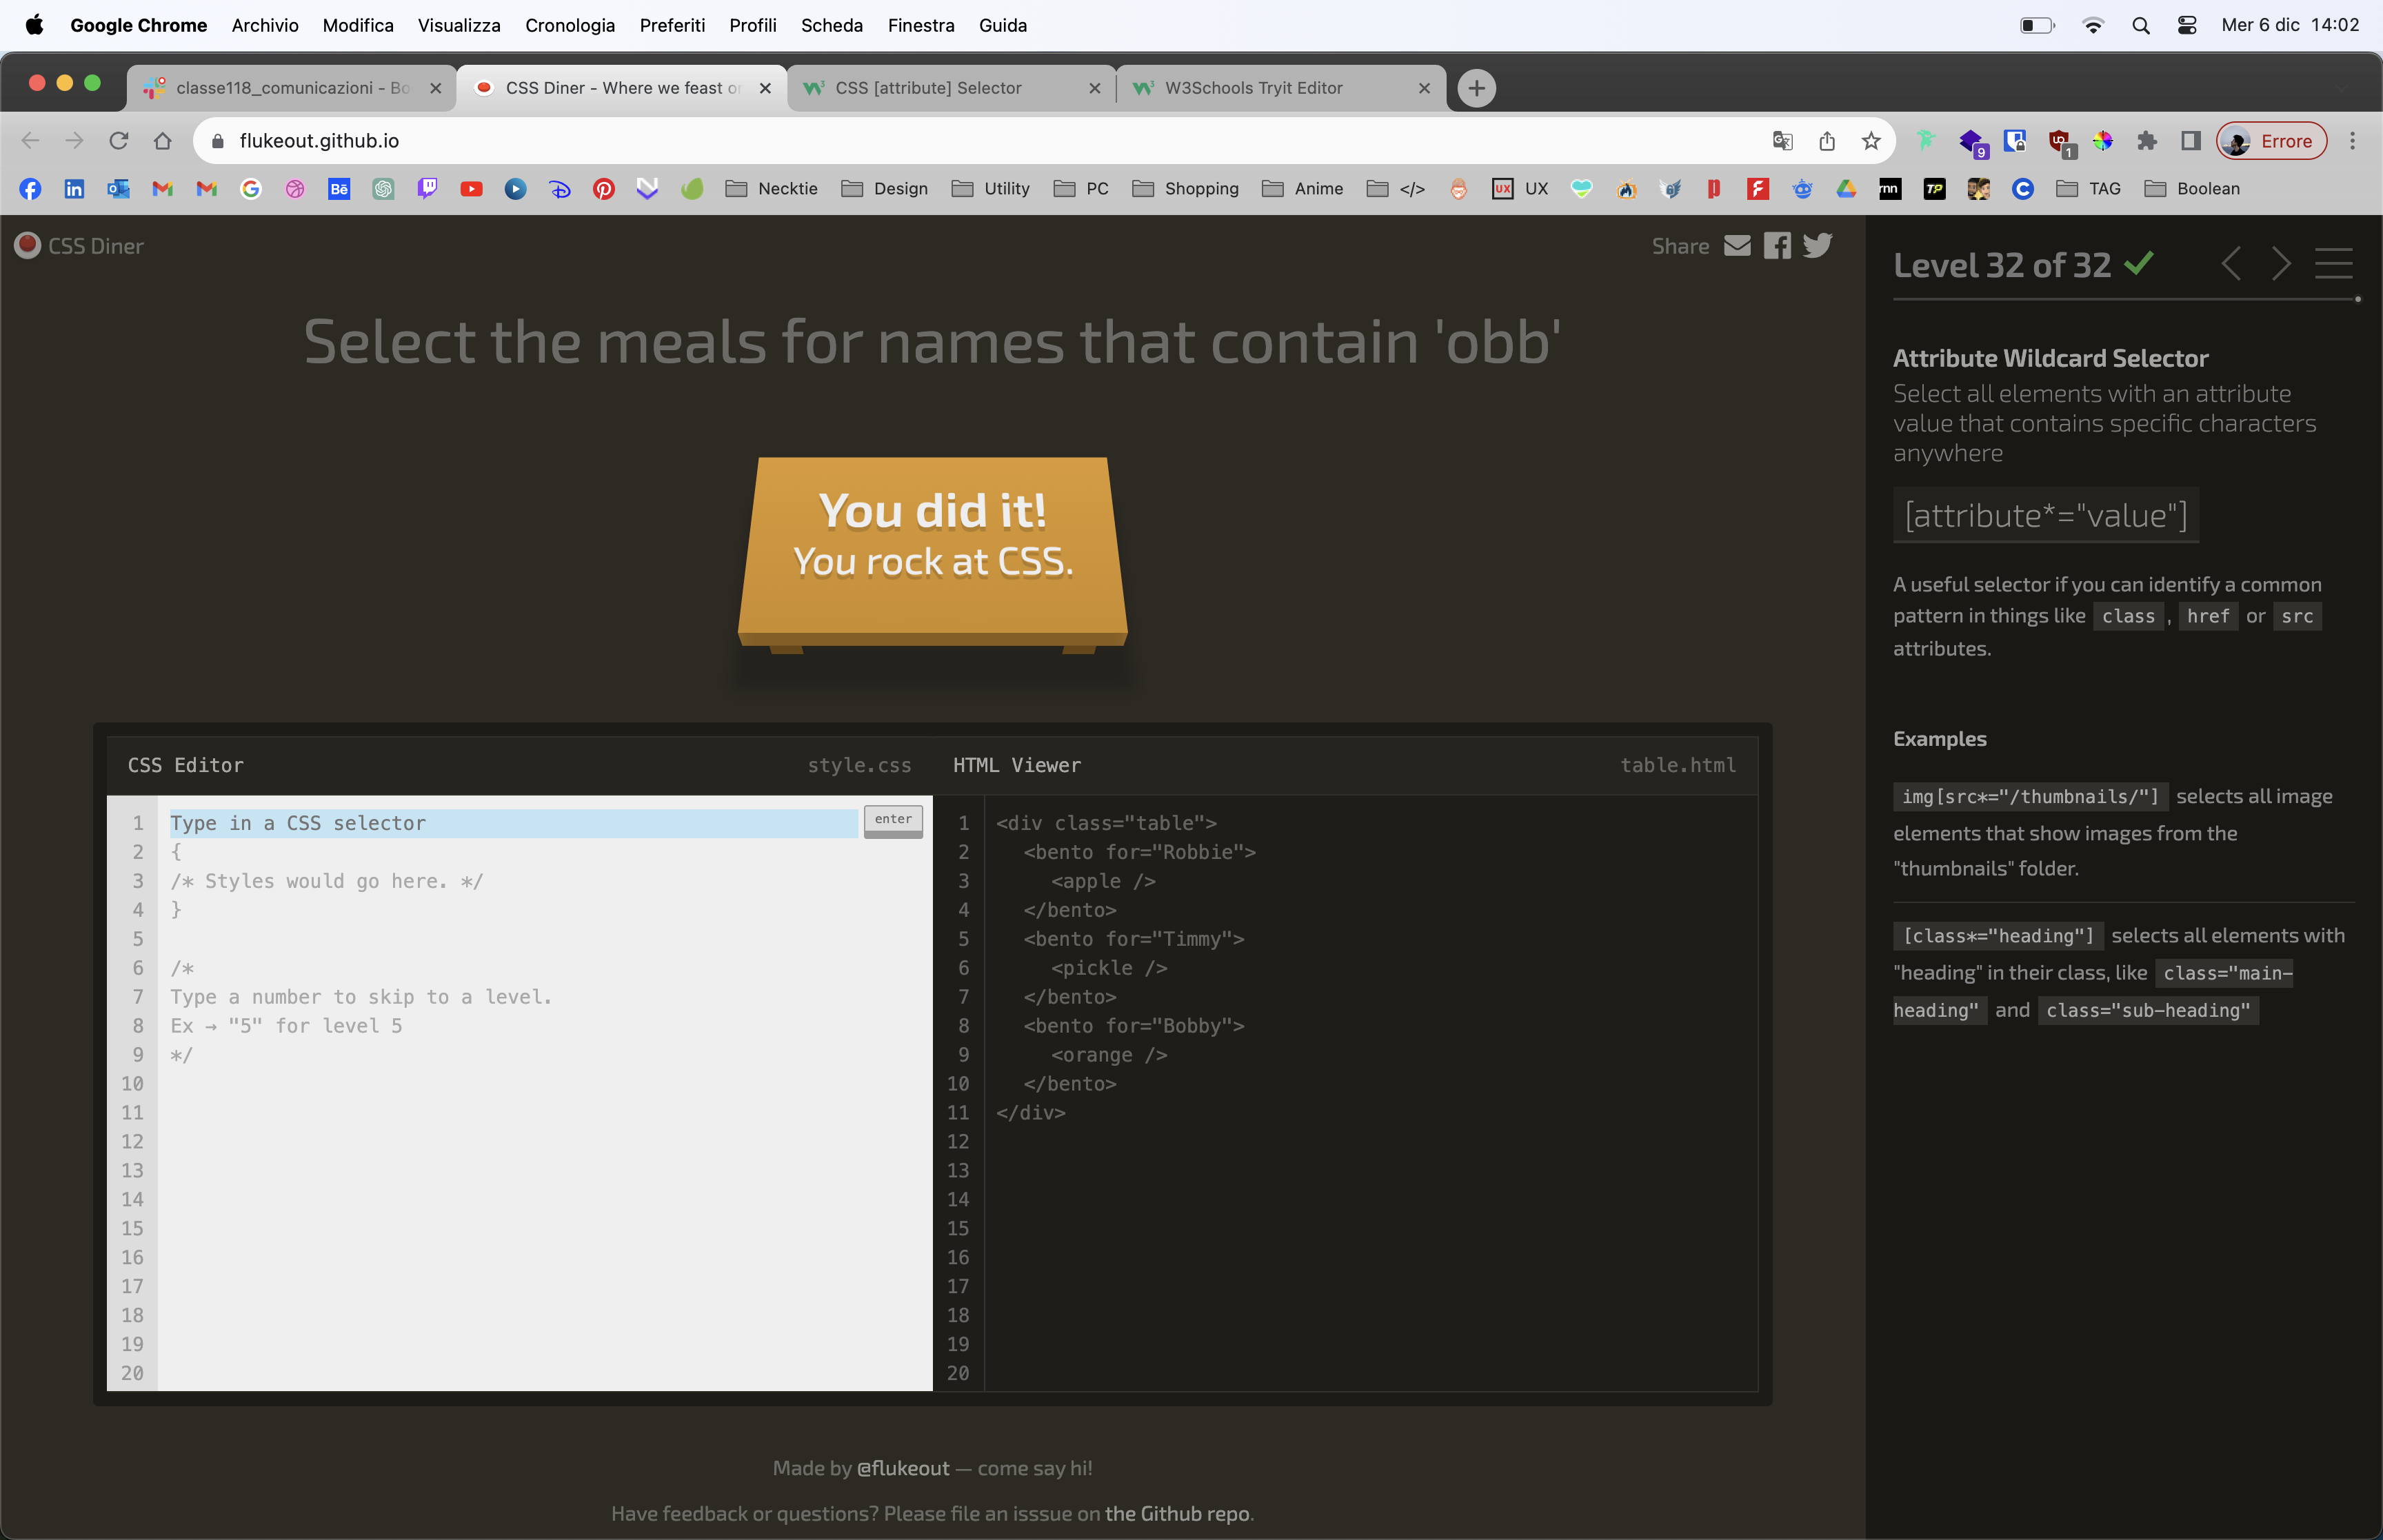 Google Chrome Archivio Modifica Visualizza Cronologia Preferiti Profili Scheda Finestra Guida Mer 6 dic 14:02
classe118_comunicazioni - Bo CSS Diner - Where we feast o CSS [attribute] Selector W3Schools Tryit Editor
flukeout.github.io 9 1 Errore
Necktie Design Utility PC Shopping Anime </> UX UX TAG Boolean
CSS Diner
Share
Select the meals for names that contain 'obb'
You did it!
You rock at CSS.
CSS Editor style.css
1 Type in a CSS selector enter
2 {
3 /* Styles would go here. */
4 }
5
6 /*
7 Type a number to skip to a level.
8 Ex → "5" for level 5
9 */
10
11
12
13
14
15
16
17
18
19
20
HTML Viewer table.html
1 <div class="table">
2 <bento for="Robbie">
3 <apple />
4 </bento>
5 <bento for="Timmy">
6 <pickle />
7 </bento>
8 <bento for="Bobby">
9 <orange />
10 </bento>
11 </div>
12
13
14
15
16
17
18
19
20
Made by @flukeout — come say hi!
Have feedback or questions? Please file an isssue on the Github repo.
Level 32 of 32
Attribute Wildcard Selector
Select all elements with an attribute
value that contains specific characters
anywhere
[attribute*="value"]
A useful selector if you can identify a common
pattern in things like class , href or src
attributes.
Examples
img[src*="/thumbnails/"] selects all image
elements that show images from the
"thumbnails" folder.
[class*="heading"] selects all elements with
"heading" in their class, like class="main-
heading" and class="sub-heading"